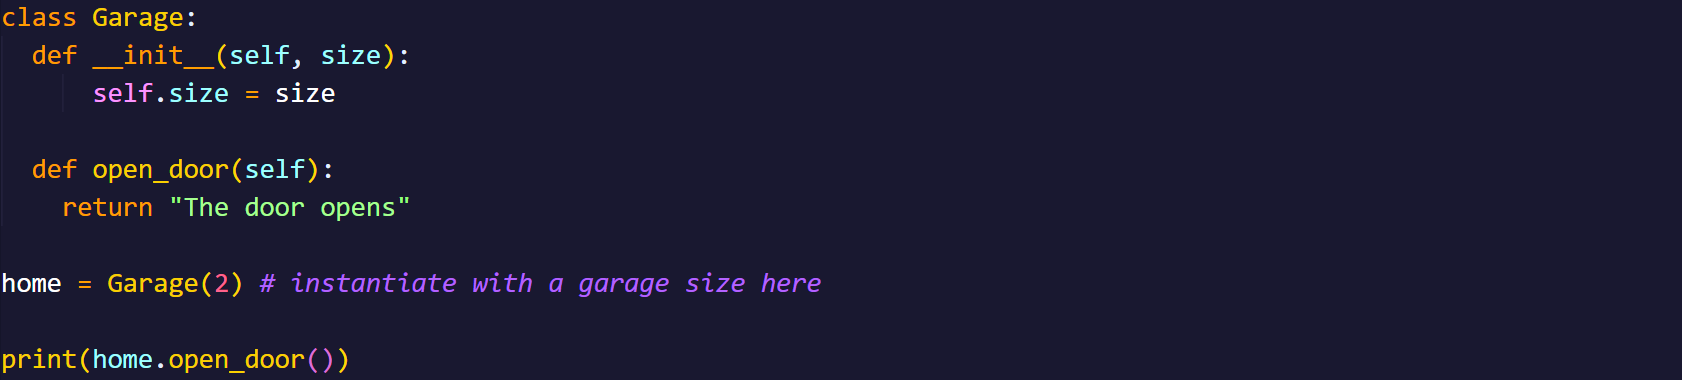 class Garage:
  def __init__(self, size):
      self.size = size

  def open_door(self):
    return "The door opens"

home = Garage(2) # instantiate with a garage size here

print(home.open_door())